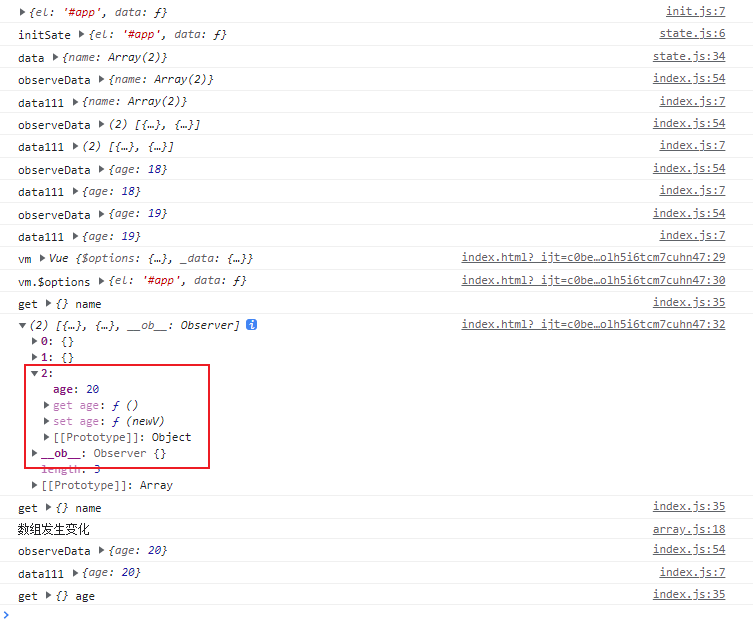 ▶{el: '#app', data: ƒ} init.js:7
initSate ▶{el: '#app', data: ƒ} state.js:6
data ▶{name: Array(2)} state.js:34
observeData ▶{name: Array(2)} index.js:54
data111 ▶{name: Array(2)} index.js:7
observeData ▶(2) [{…}, {…}] index.js:54
data111 ▶(2) [{…}, {…}] index.js:7
observeData ▶{age: 18} index.js:54
data111 ▶{age: 18} index.js:7
observeData ▶{age: 19} index.js:54
data111 ▶{age: 19} index.js:7
vm ▶Vue {$options: {…}, _data: {…}} index.html?_ijt=c0be…olh5i6tcm7cuhn47:29
vm.$options ▶{el: '#app', data: ƒ} index.html?_ijt=c0be…olh5i6tcm7cuhn47:30
get ▶{} name index.js:35
▼(2) [{…}, {…}, __ob__: Observer] i index.html?_ijt=c0be…olh5i6tcm7cuhn47:32
▶0: {}
▶1: {}
▼2:
age: 20
▶get age: ƒ ()
▶set age: ƒ (newV)
▶[[Prototype]]: Object
▶__ob__: Observer {}
length: 3
▶[[Prototype]]: Array
get ▶{} name index.js:35
数组发生变化 array.js:18
observeData ▶{age: 20} index.js:54
data111 ▶{age: 20} index.js:7
get ▶{} age index.js:35
>